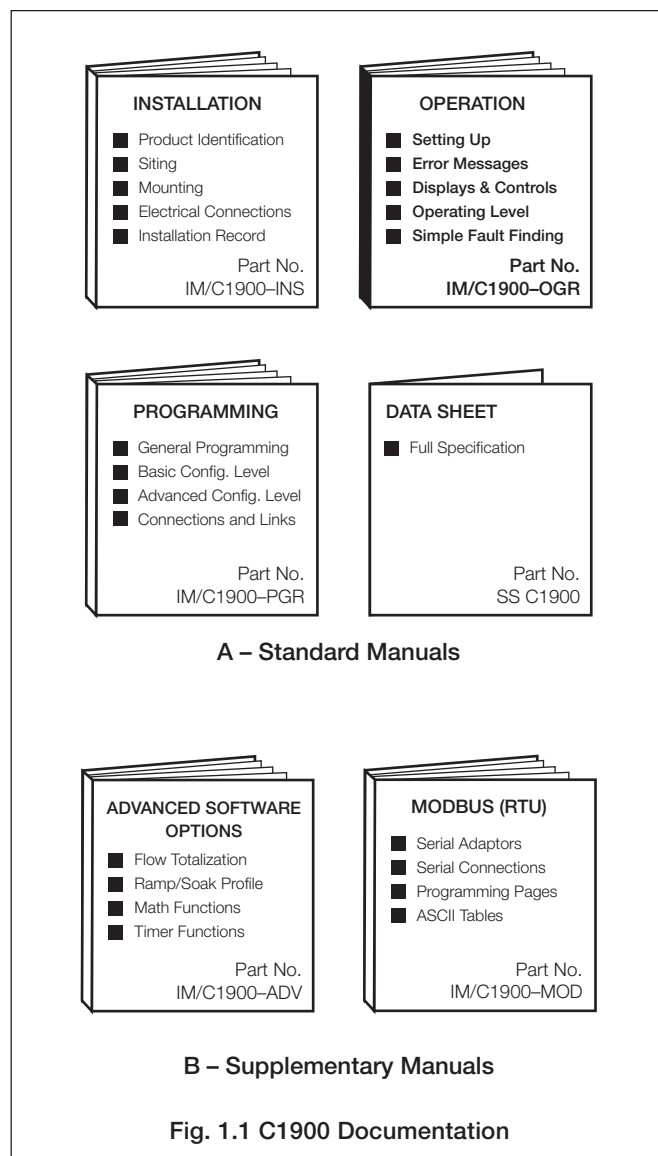 INSTALLATION
Product Identification
Siting
Mounting
Electrical Connections
Installation Record
Part No.
IM/C1900–INS
OPERATION
Setting Up
Error Messages
Displays & Controls
Operating Level
Simple Fault Finding
Part No.
IM/C1900–OGR
PROGRAMMING
General Programming
Basic Config. Level
Advanced Config. Level
Connections and Links
Part No.
IM/C1900–PGR
DATA SHEET
Full Specification
Part No.
SS C1900
A – Standard Manuals
ADVANCED SOFTWARE
OPTIONS
Flow Totalization
Ramp/Soak Profile
Math Functions
Timer Functions
Part No.
IM/C1900–ADV
MODBUS (RTU)
Serial Adaptors
Serial Connections
Programming Pages
ASCII Tables
Part No.
IM/C1900–MOD
B – Supplementary Manuals
Fig. 1.1 C1900 Documentation